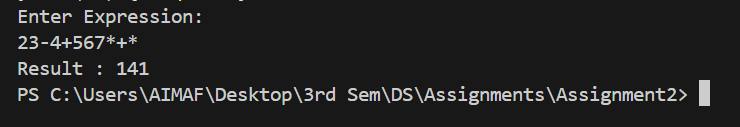 Enter Expression:
23-4+567*+*
Result : 141
PS C:\Users\AIMAF\Desktop\3rd Sem\DS\Assignments\Assignment2>